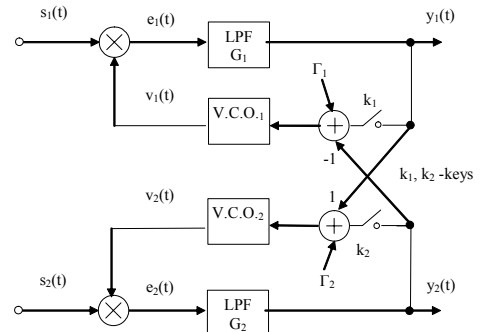 s₁(t) e₁(t) LPF G₁ y₁(t)
Γ₁
v₁(t) V.C.O.₁ + k₁
-1
k₁, k₂ -keys
v₂(t) V.C.O.₂ 1 + k₂
Γ₂
s₂(t) e₂(t) LPF G₂ y₂(t)